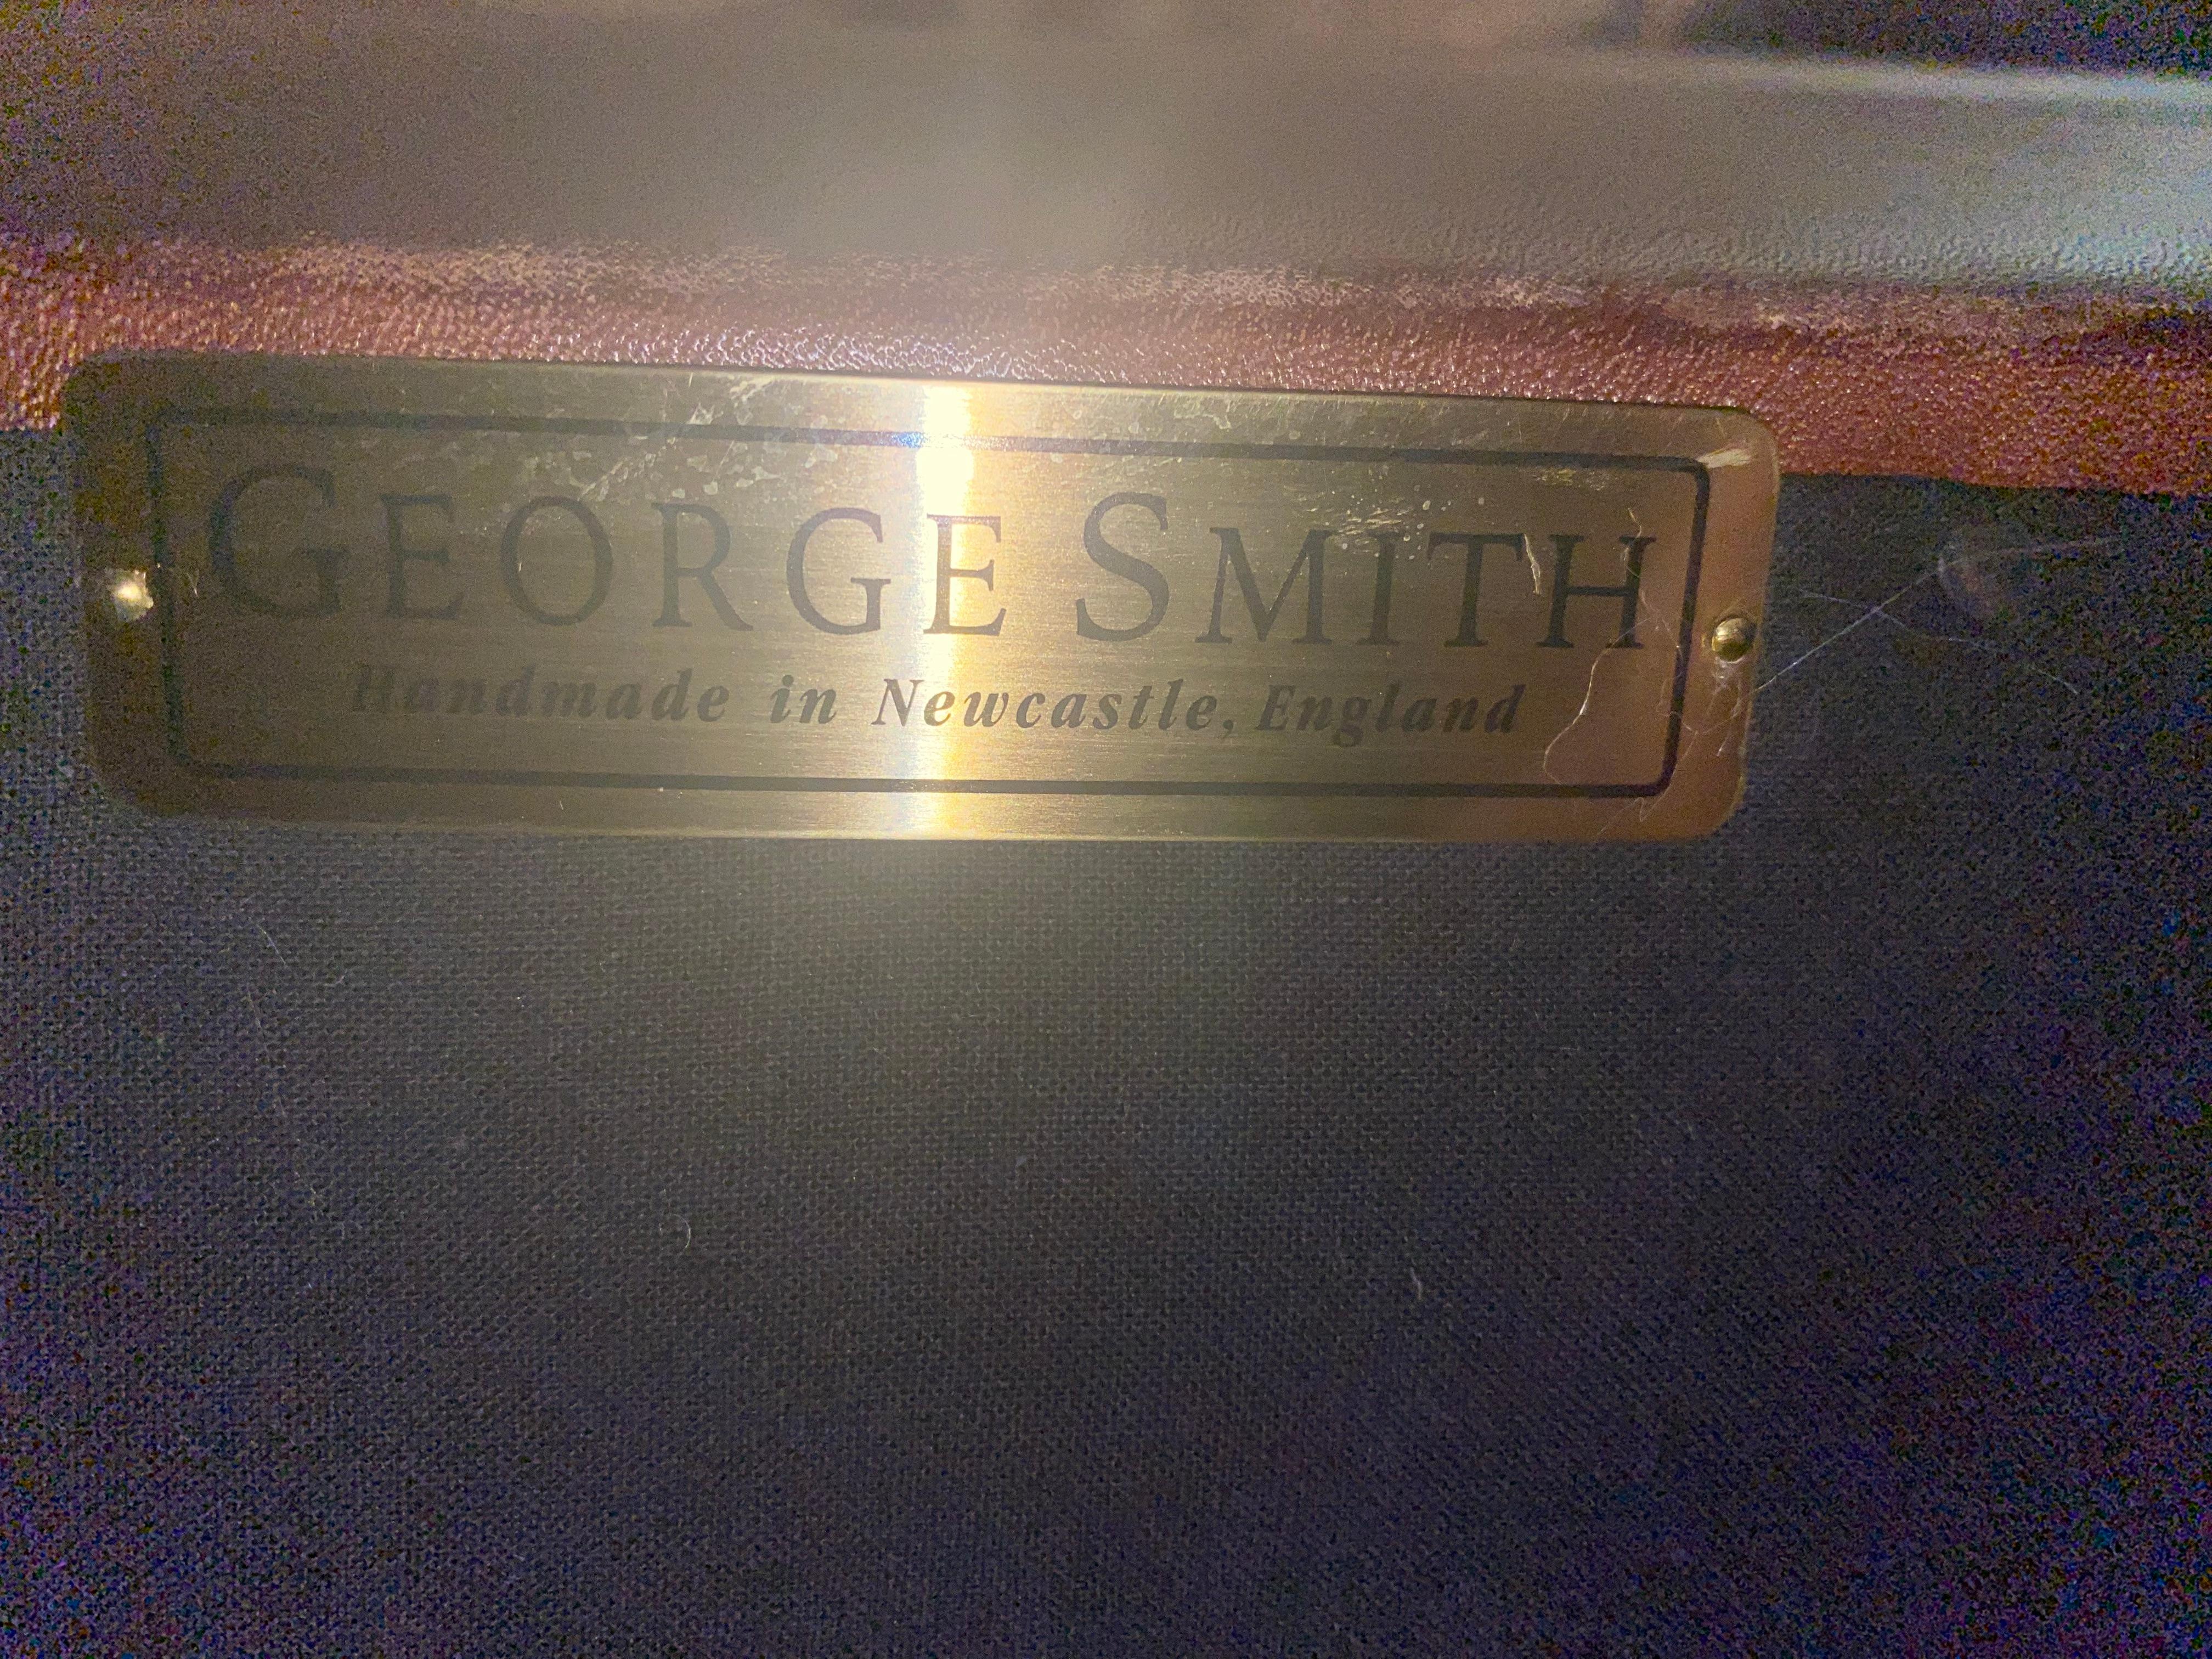 GEORGE SMITH
Handmade in Newcastle, England